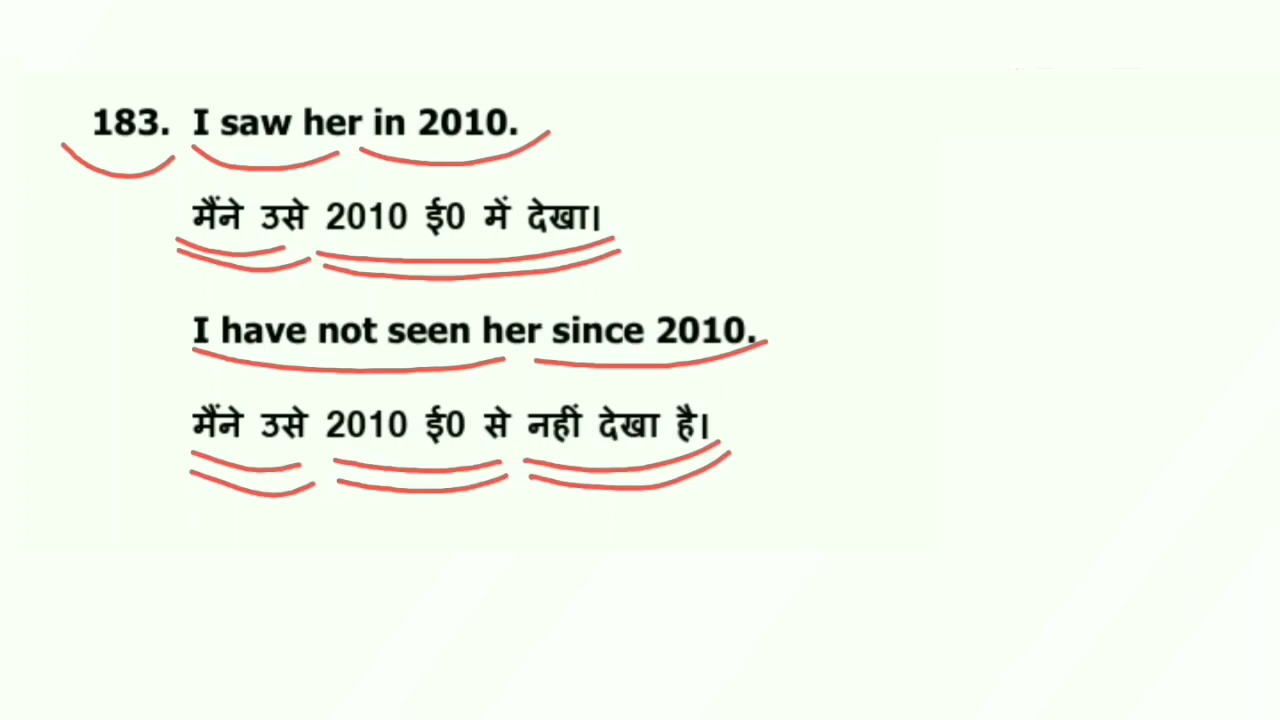 183. I saw her in 2010.
मैंने उसे 2010 ई0 में देखा।
I have not seen her since 2010.
मैंने उसे 2010 ई0 से नहीं देखा है।